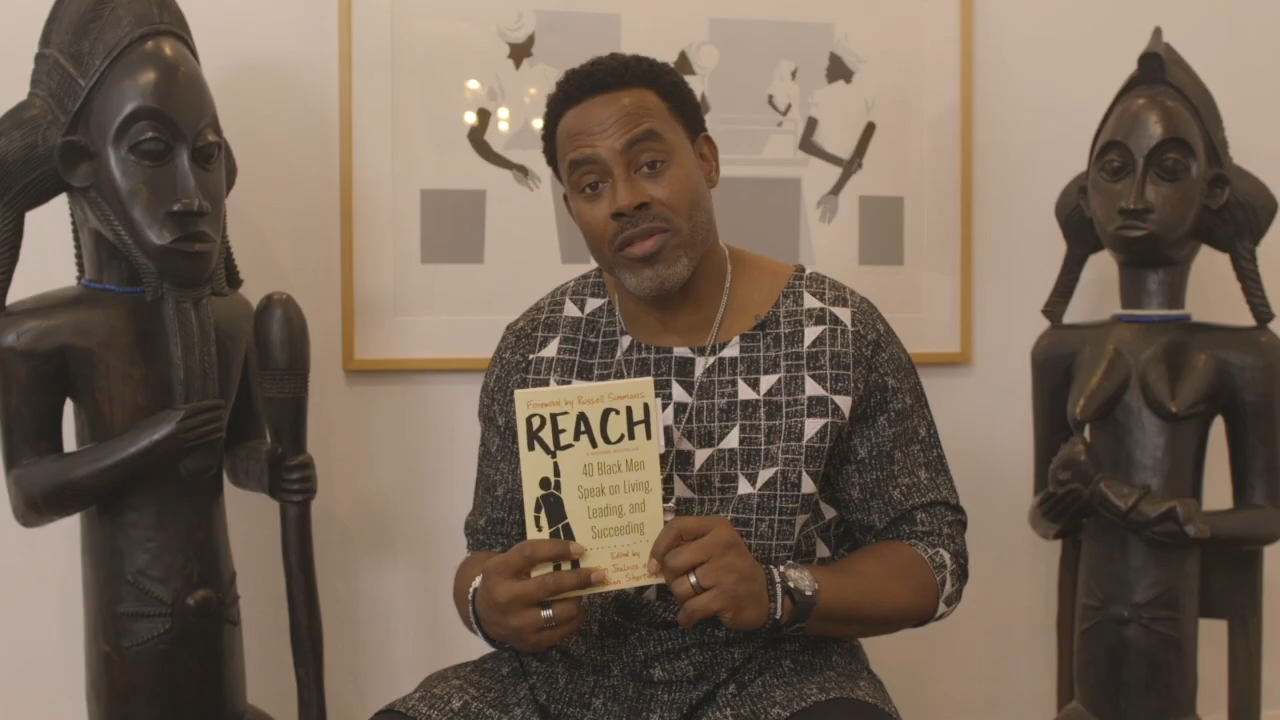 Foreword by Russell Simmons
REACH
40 Black Men
Speak on Living,
Leading, and
Succeeding
Edited by